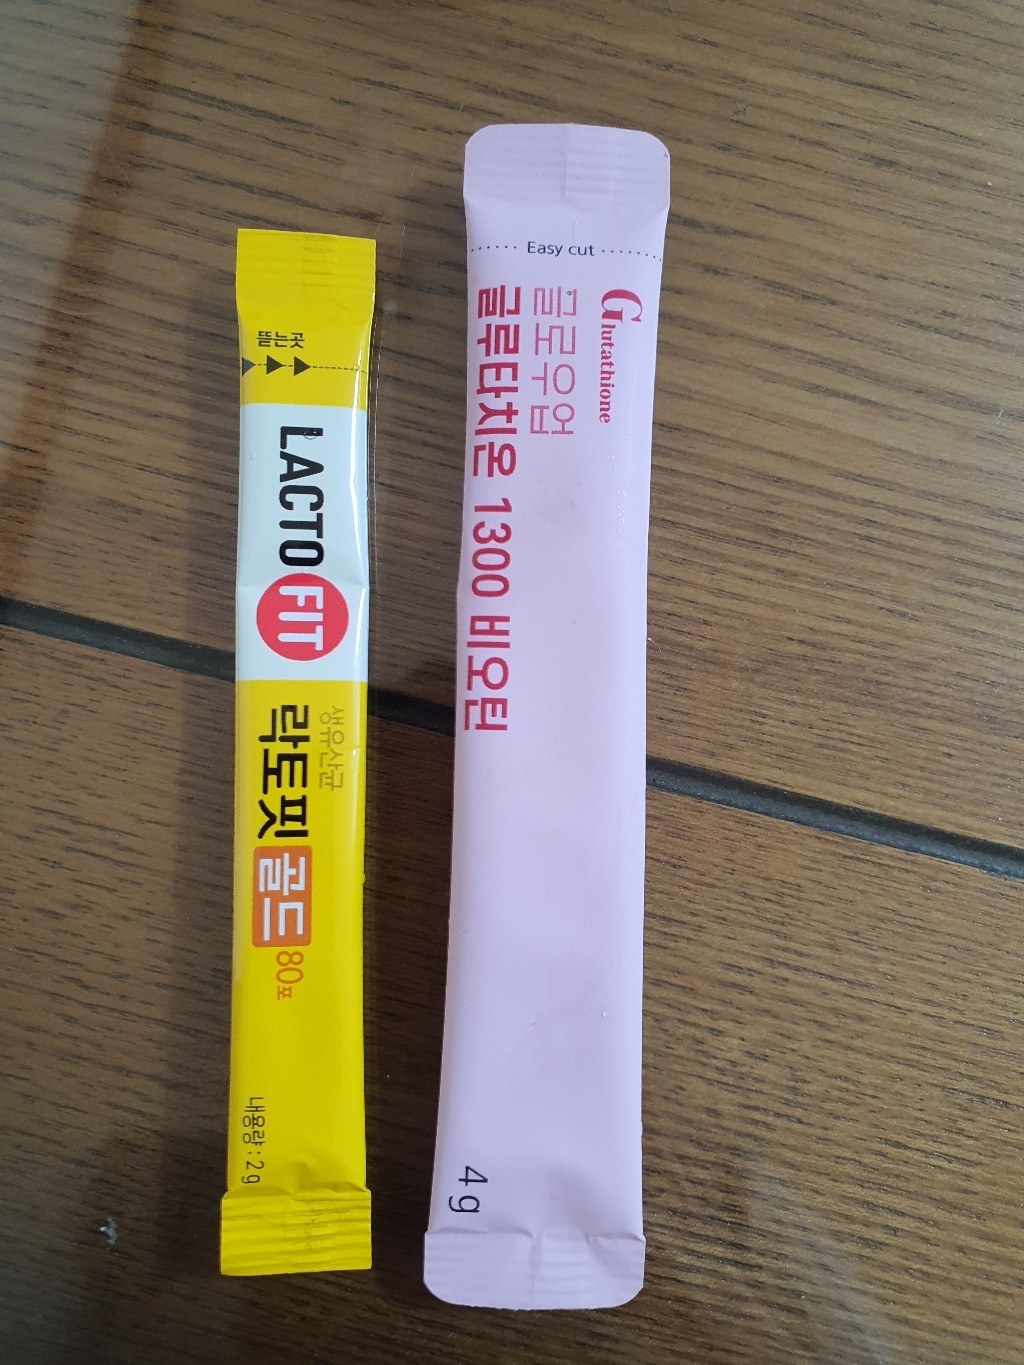 뜯는곳
LACTO FIT
생유산균
락토핏 골드 80포
내용량 : 2g
Easy cut
Glutathione
글로우업
글루타치온 1300 비오틴
4g